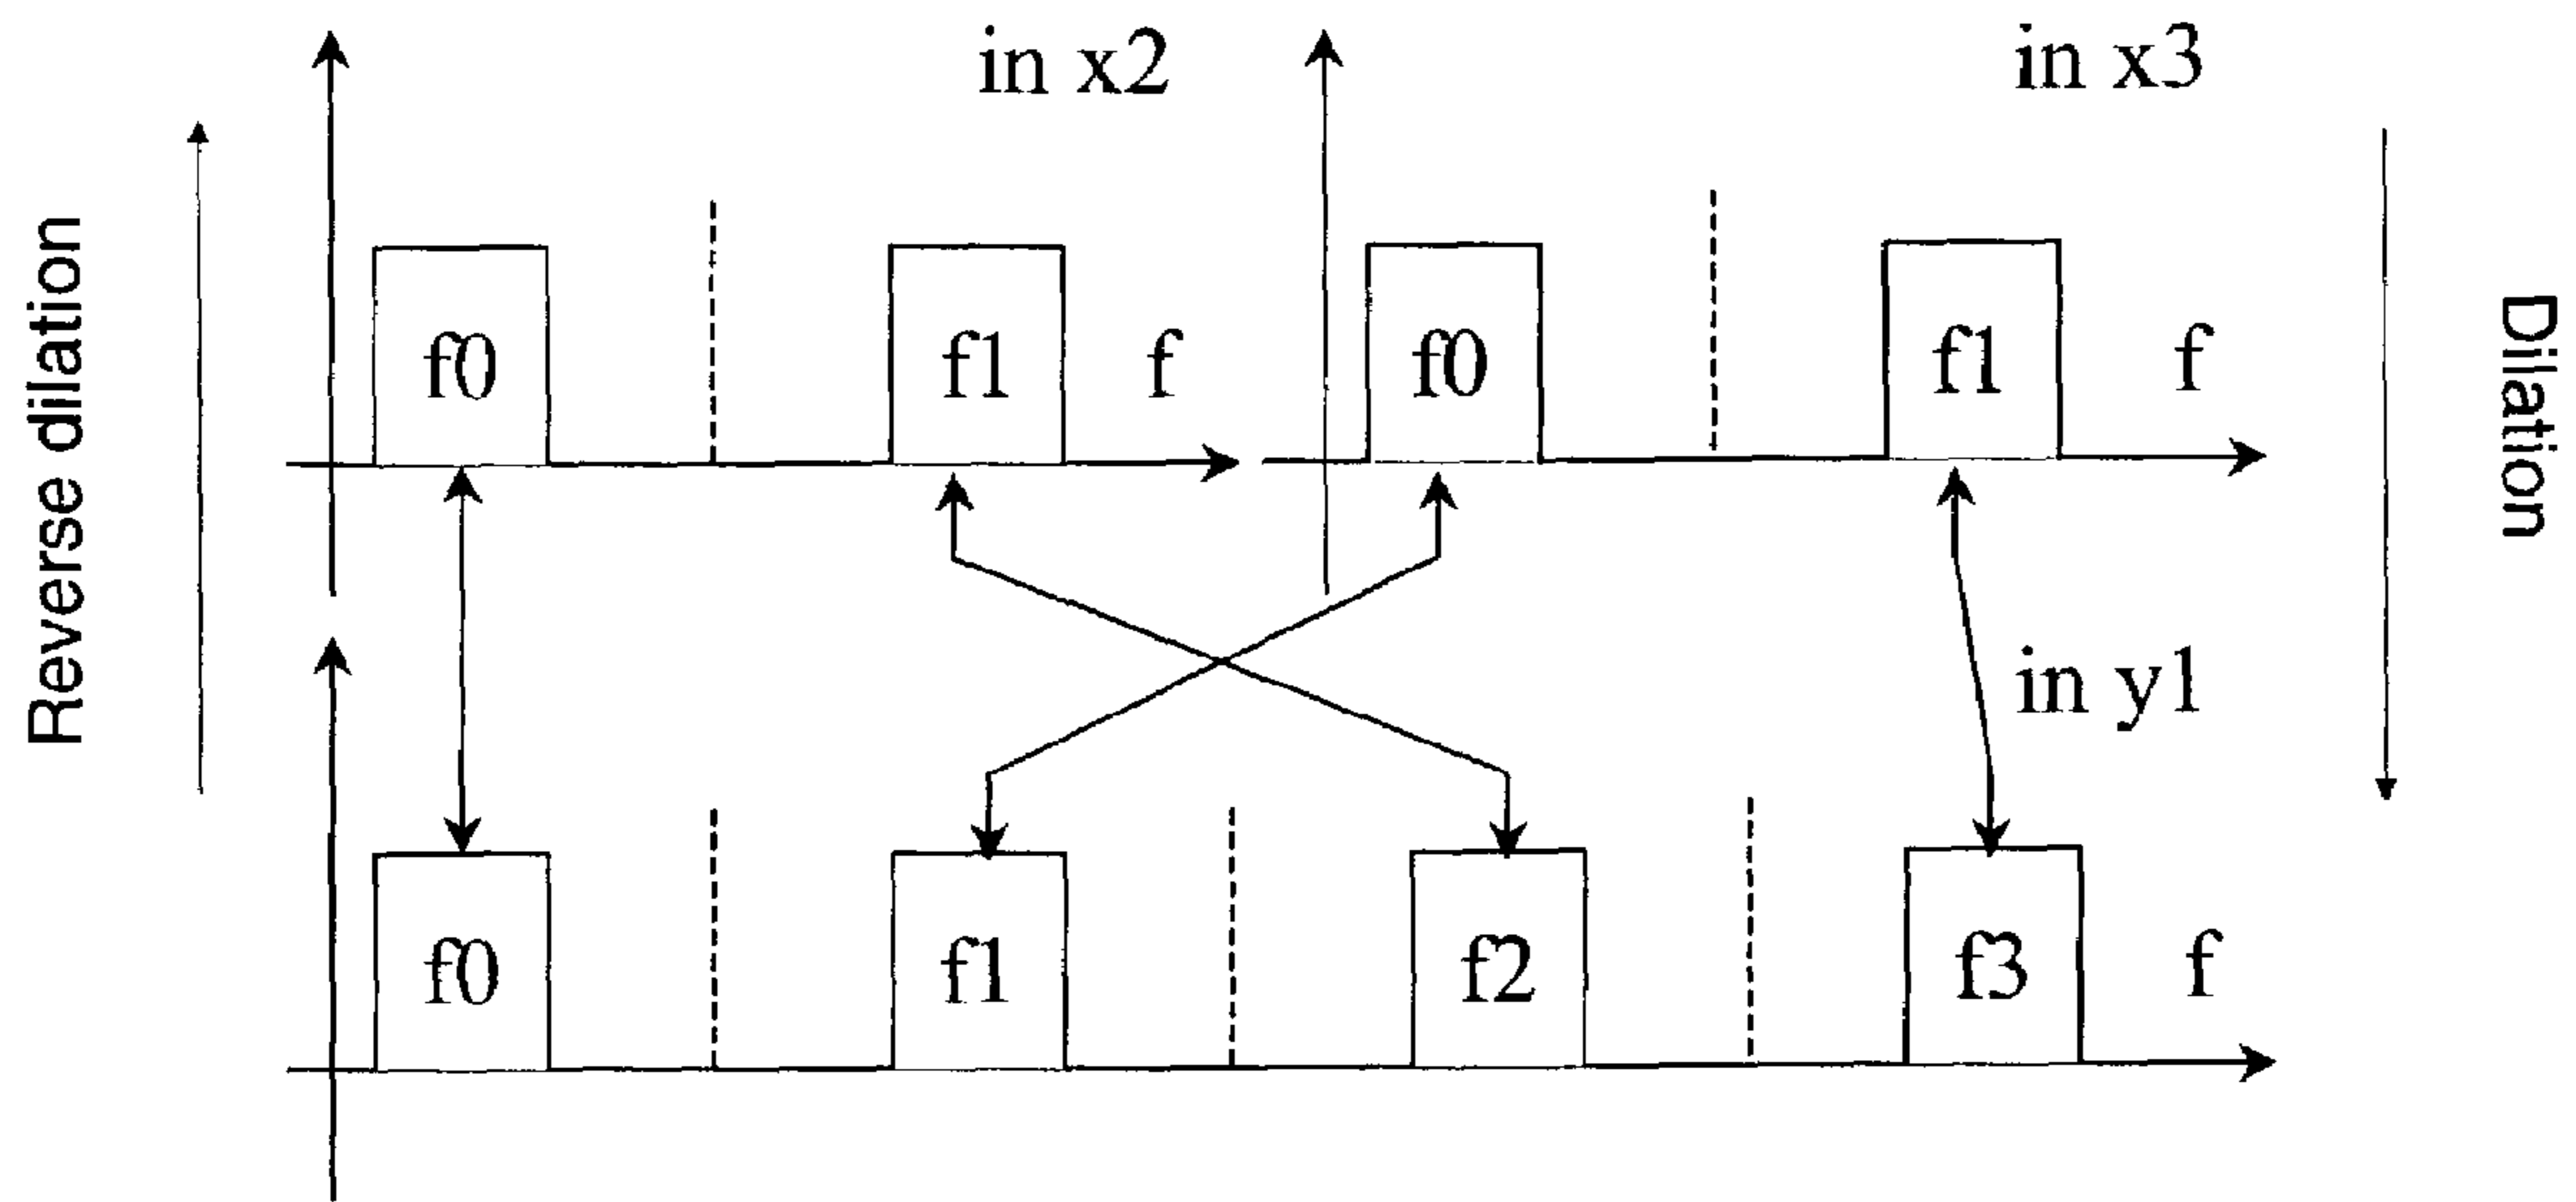 in x2
in x3
Reverse dilation
f0
f1
f
f0
f1
f
Dilation
in y1
f0
f1
f2
f3
f